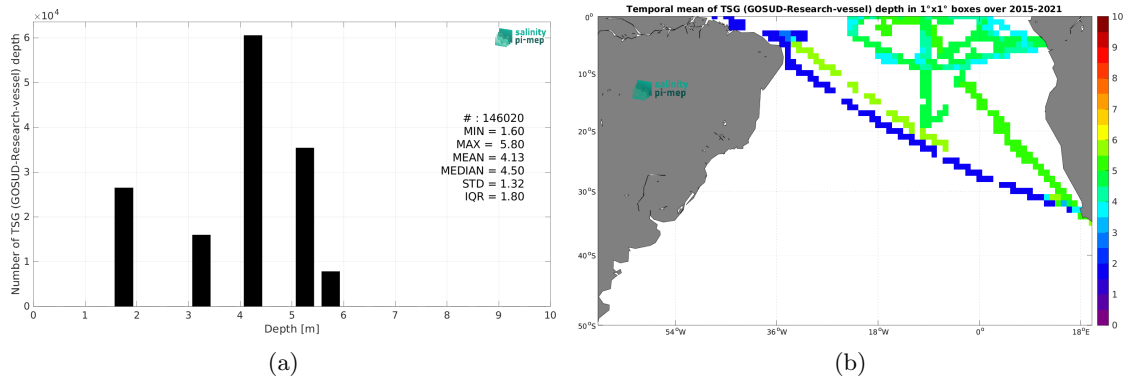 ×10⁴
6
5
4
3
2
1
0
Number of TSG (GOSUD-Research-vessel) depth
0 1 2 3 4 5 6 7 8 9 10
Depth [m]
salinity
pi-mep
# : 146020
MIN = 1.60
MAX = 5.80
MEAN = 4.13
MEDIAN = 4.50
STD = 1.32
IQR = 1.80
(a)
Temporal mean of TSG (GOSUD-Research-vessel) depth in 1°x1° boxes over 2015-2021
0°
10°S
20°S
30°S
40°S
50°S
54°W 36°W 18°W 0° 18°E
salinity
pi-mep
10
9
8
7
6
5
4
3
2
1
0
(b)